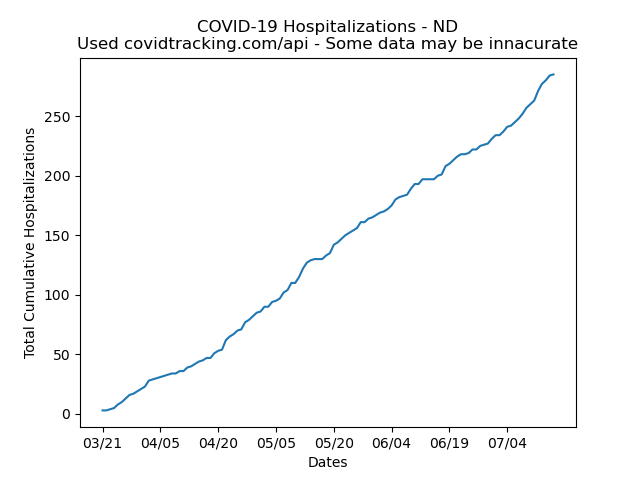 COVID-19 Hospitalizations - ND
Used covidtracking.com/api - Some data may be innacurate
Total Cumulative Hospitalizations
250
200
150
100
50
0
03/21 04/05 04/20 05/05 05/20 06/04 06/19 07/04
Dates